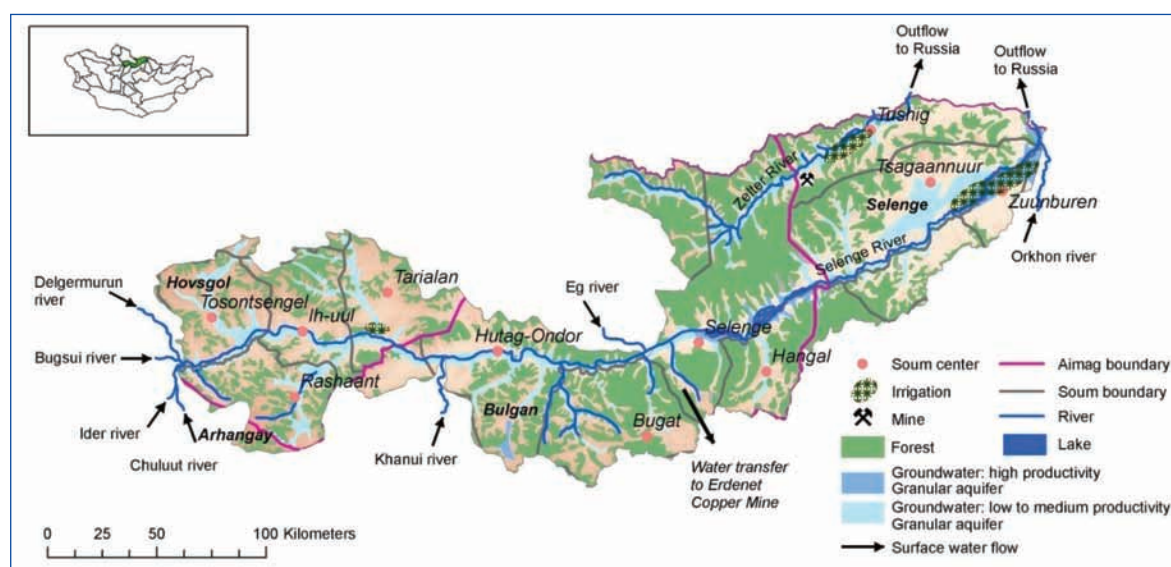 Outflow
to Russia
Outflow
to Russia
Tushig
Zelter River
Tsagaannuur
Selenge
Zuunburen
Selenge River
Orkhon river
Delgermurun
river
Hovsgol
Tosontsengel
Ih-uul
Tarialan
Eg river
Bugsui river
Hutag-Ondor
Selenge
Hangal
Rashaant
Bulgan
Bugat
Ider river
Arhangay
Chuluut river
Khanui river
Water transfer
to Erdenet
Copper Mine
Soum center
Irrigation
Mine
Forest
Groundwater: high productivity
Granular aquifer
Groundwater: low to medium productivity
Granular aquifer
Surface water flow
Aimag boundary
Soum boundary
River
Lake
0 25 50 100 Kilometers